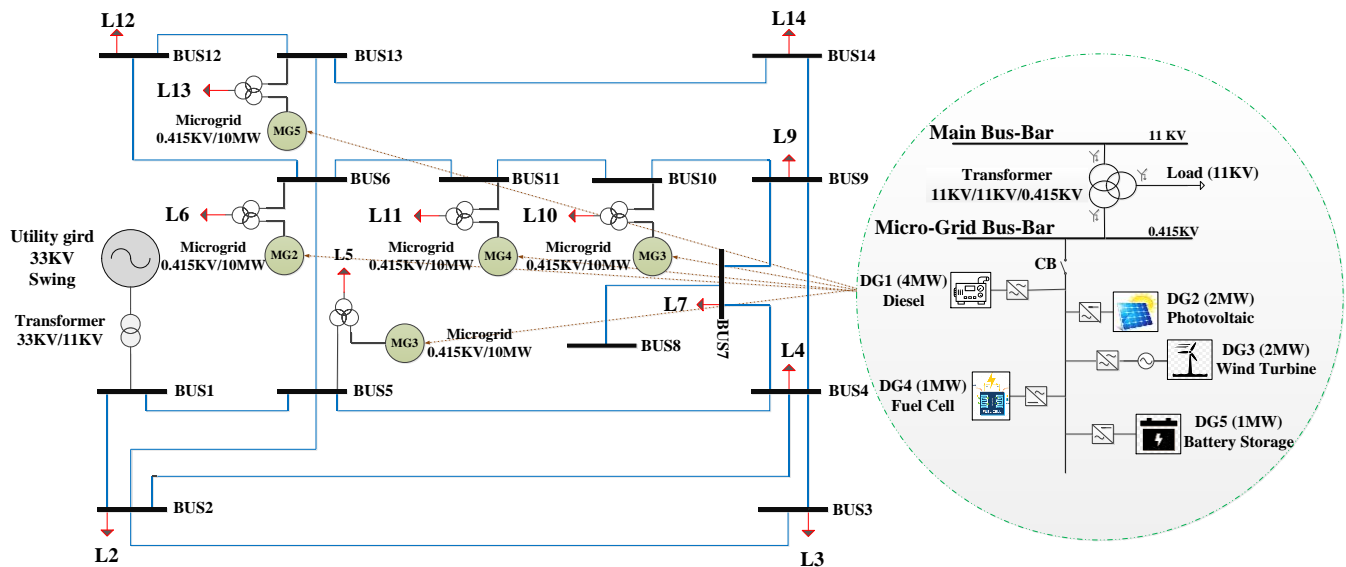 L12
L14
BUS12
BUS13
BUS14
L13
Microgrid
0.415KV/10MW
MG5
L9
BUS6
BUS11
BUS10
BUS9
L6
L11
L10
Microgrid
0.415KV/10MW
MG2
Microgrid
0.415KV/10MW
MG4
Microgrid
0.415KV/10MW
MG3
Utility gird
33KV
Swing
L5
L7
BUS7
Transformer
33KV/11KV
MG3
Microgrid
0.415KV/10MW
BUS8
L4
BUS1
BUS5
BUS4
BUS2
BUS3
L2
L3
Main Bus-Bar
11 KV
Transformer
11KV/11KV/0.415KV
Load (11KV)
Micro-Grid Bus-Bar
0.415KV
CB
DG1 (4MW)
Diesel
DG2 (2MW)
Photovoltaic
DG3 (2MW)
Wind Turbine
DG4 (1MW)
Fuel Cell
DG5 (1MW)
Battery Storage